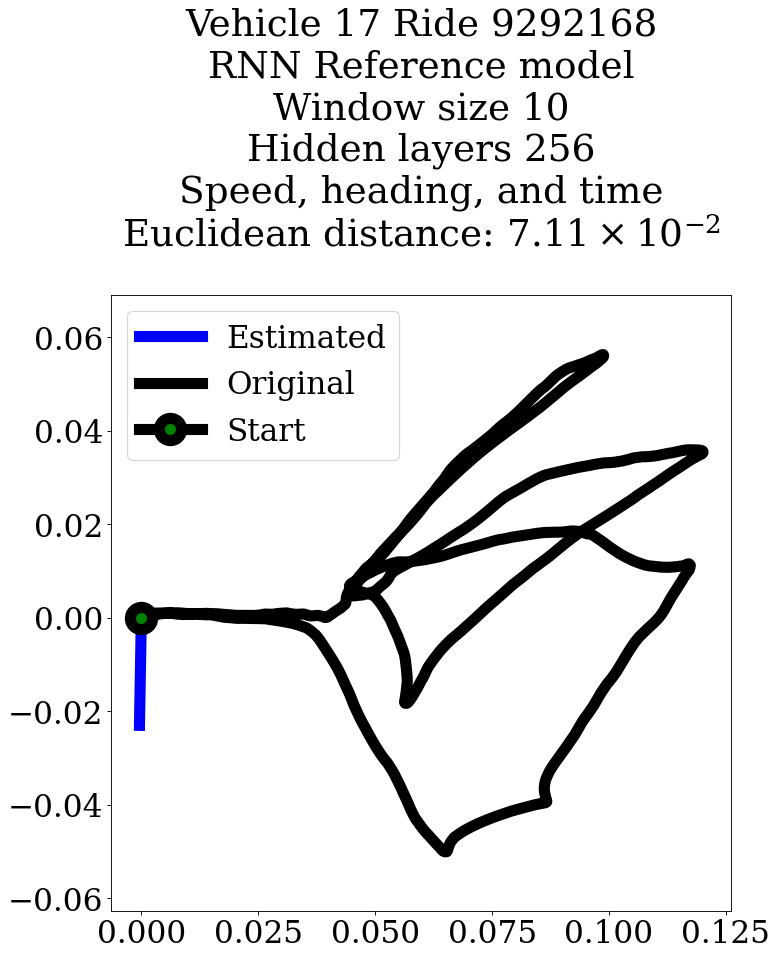 Vehicle 17 Ride 9292168
RNN Reference model
Window size 10
Hidden layers 256
Speed, heading, and time
Euclidean distance: 7.11 × 10⁻²
Estimated
Original
Start
0.06
0.04
0.02
0.00
−0.02
−0.04
−0.06
0.000 0.025 0.050 0.075 0.100 0.125